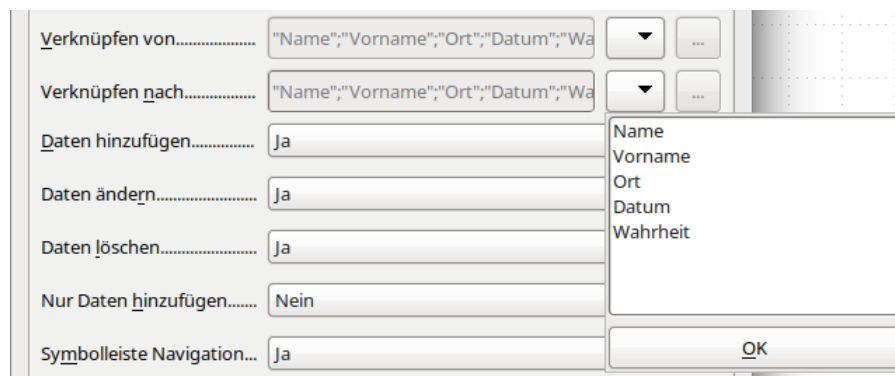 Verknüpfen von................... "Name";"Vorname";"Ort";"Datum";"Wa ...
Verknüpfen nach................. "Name";"Vorname";"Ort";"Datum";"Wa ...
Daten hinzufügen............... Ja
Daten ändern........................ Ja
Daten löschen....................... Ja
Nur Daten hinzufügen....... Nein
Symbolleiste Navigation... Ja
Name
Vorname
Ort
Datum
Wahrheit
OK